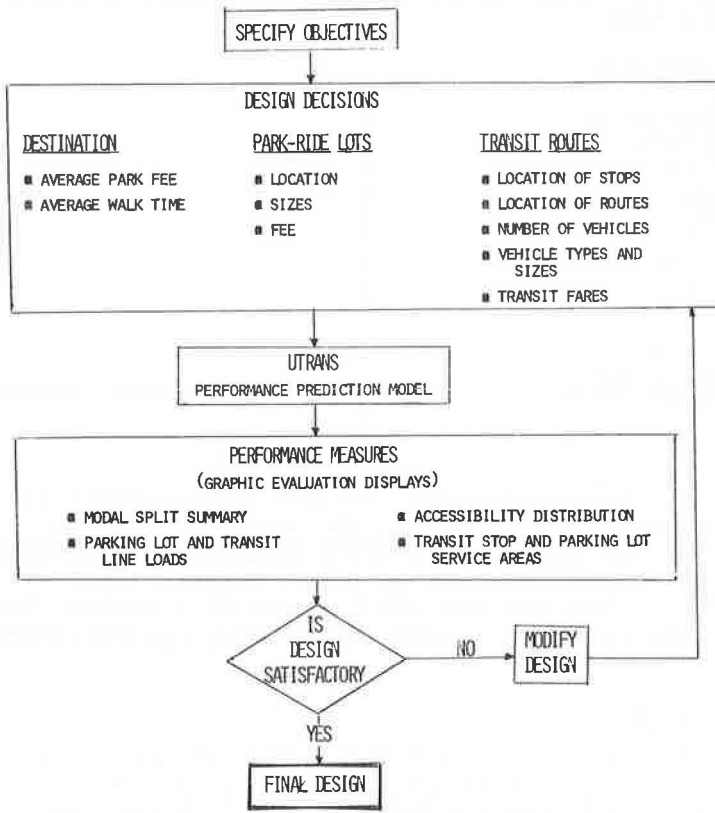 SPECIFY OBJECTIVES
DESIGN DECISIONS
DESTINATION
■ AVERAGE PARK FEE
■ AVERAGE WALK TIME
PARK-RIDE LOTS
■ LOCATION
■ SIZES
■ FEE
TRANSIT ROUTES
■ LOCATION OF STOPS
■ LOCATION OF ROUTES
■ NUMBER OF VEHICLES
■ VEHICLE TYPES AND
SIZES
■ TRANSIT FARES
UTRANS
PERFORMANCE PREDICTION MODEL
PERFORMANCE MEASURES
(GRAPHIC EVALUATION DISPLAYS)
■ MODAL SPLIT SUMMARY
■ PARKING LOT AND TRANSIT
LINE LOADS
■ ACCESSIBILITY DISTRIBUTION
■ TRANSIT STOP AND PARKING LOT
SERVICE AREAS
IS
DESIGN
SATISFACTORY
NO
MODIFY
DESIGN
YES
FINAL DESIGN